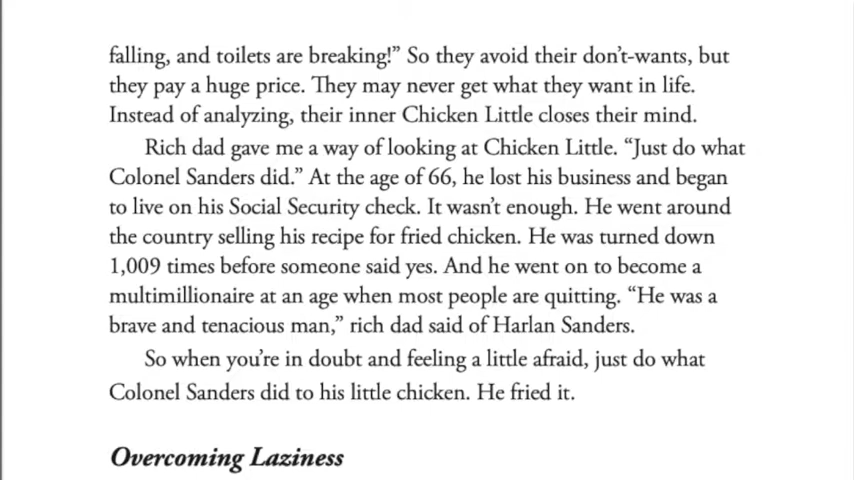 falling, and toilets are breaking!” So they avoid their don’t-wants, but
they pay a huge price. They may never get what they want in life.
Instead of analyzing, their inner Chicken Little closes their mind.
Rich dad gave me a way of looking at Chicken Little. “Just do what
Colonel Sanders did.” At the age of 66, he lost his business and began
to live on his Social Security check. It wasn’t enough. He went around
the country selling his recipe for fried chicken. He was turned down
1,009 times before someone said yes. And he went on to become a
multimillionaire at an age when most people are quitting. “He was a
brave and tenacious man,” rich dad said of Harlan Sanders.
So when you’re in doubt and feeling a little afraid, just do what
Colonel Sanders did to his little chicken. He fried it.
Overcoming Laziness